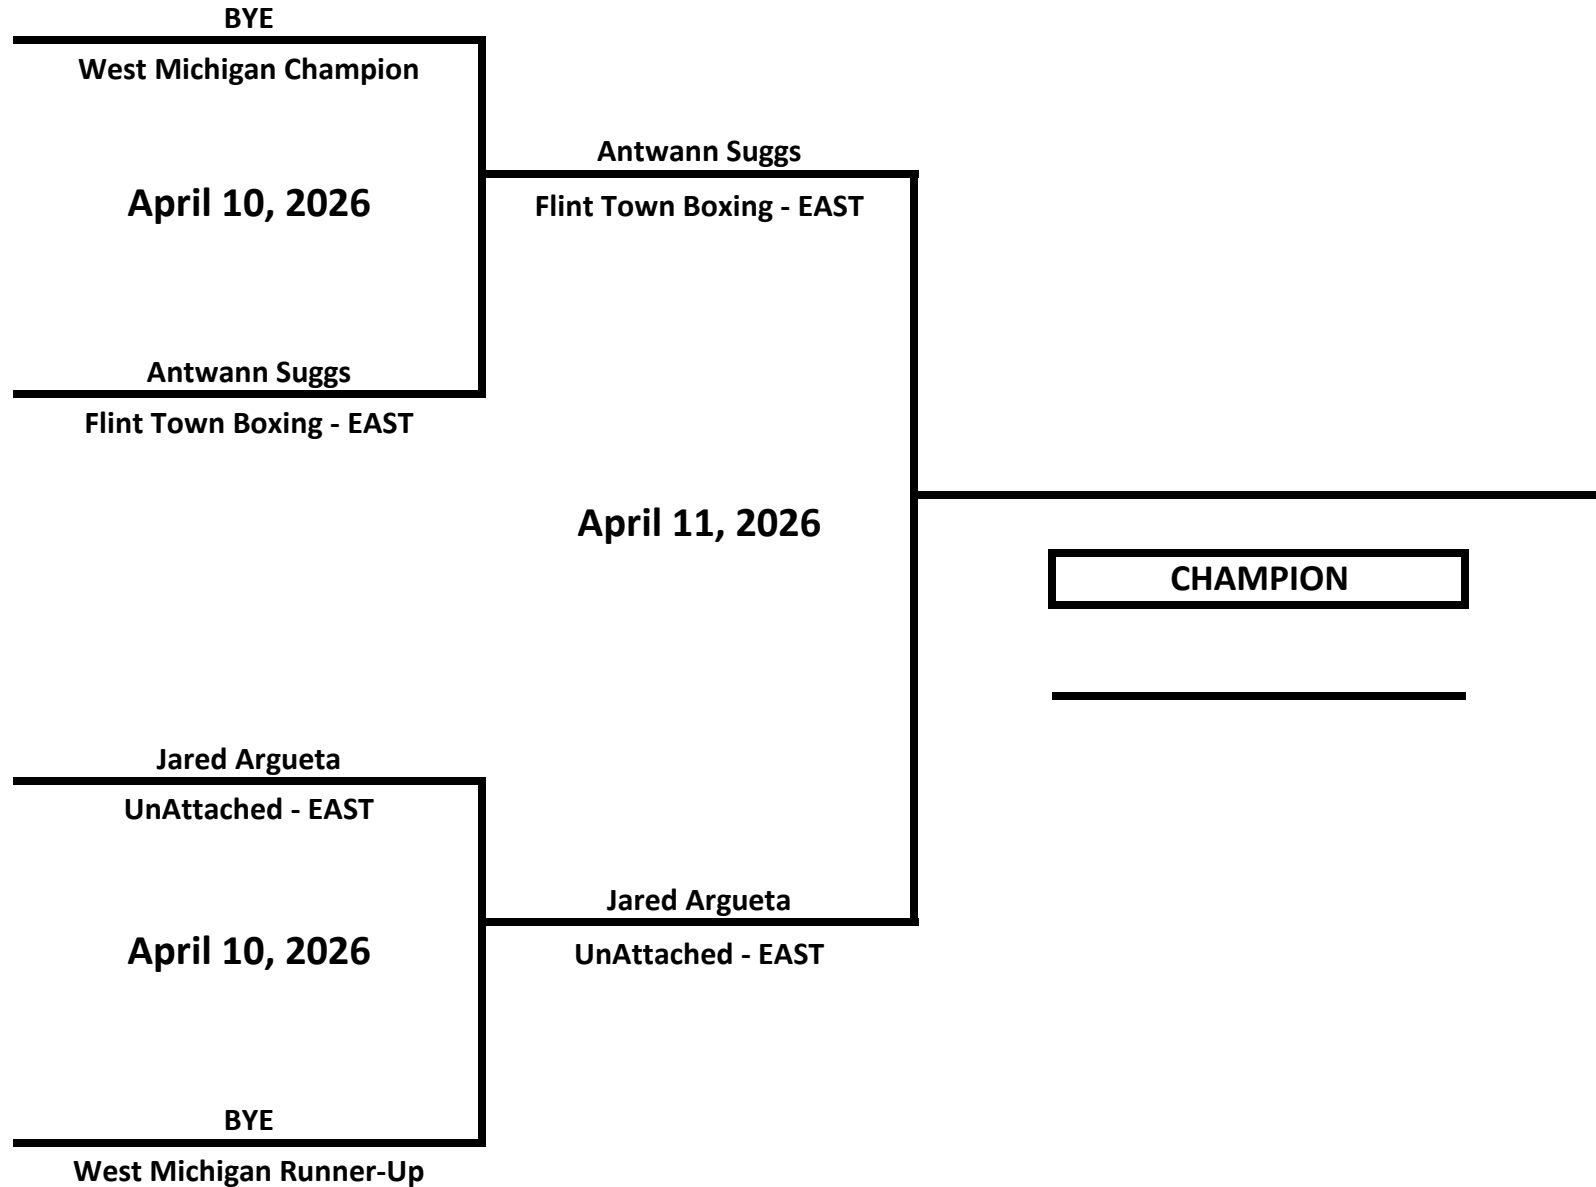 BYE
West Michigan Champion
April 10, 2026
Antwann Suggs
Flint Town Boxing - EAST
Antwann Suggs
Flint Town Boxing - EAST
April 11, 2026
CHAMPION
Jared Argueta
UnAttached - EAST
April 10, 2026
Jared Argueta
UnAttached - EAST
BYE
West Michigan Runner-Up